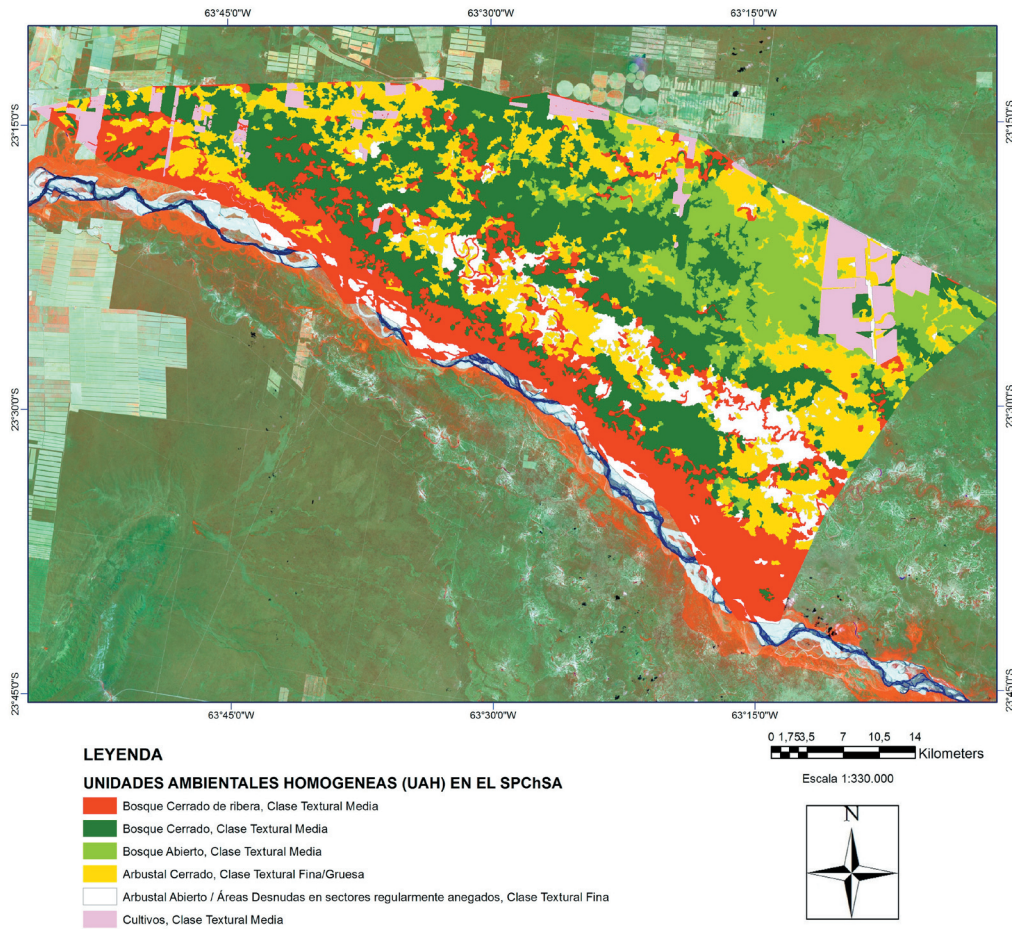 63°45'0"W 63°30'0"W 63°15'0"W
23°15'0"S 23°15'0"S
23°30'0"S 23°30'0"S
23°45'0"S 23°45'0"S
63°45'0"W 63°30'0"W 63°15'0"W
LEYENDA
UNIDADES AMBIENTALES HOMOGENEAS (UAH) EN EL SPChSA
Bosque Cerrado de ribera, Clase Textural Media
Bosque Cerrado, Clase Textural Media
Bosque Abierto, Clase Textural Media
Arbustal Cerrado, Clase Textural Fina/Gruesa
Arbustal Abierto / Áreas Desnudas en sectores regularmente anegados, Clase Textural Fina
Cultivos, Clase Textural Media
0 1,753,5 7 10,5 14
Kilometers
Escala 1:330.000
N